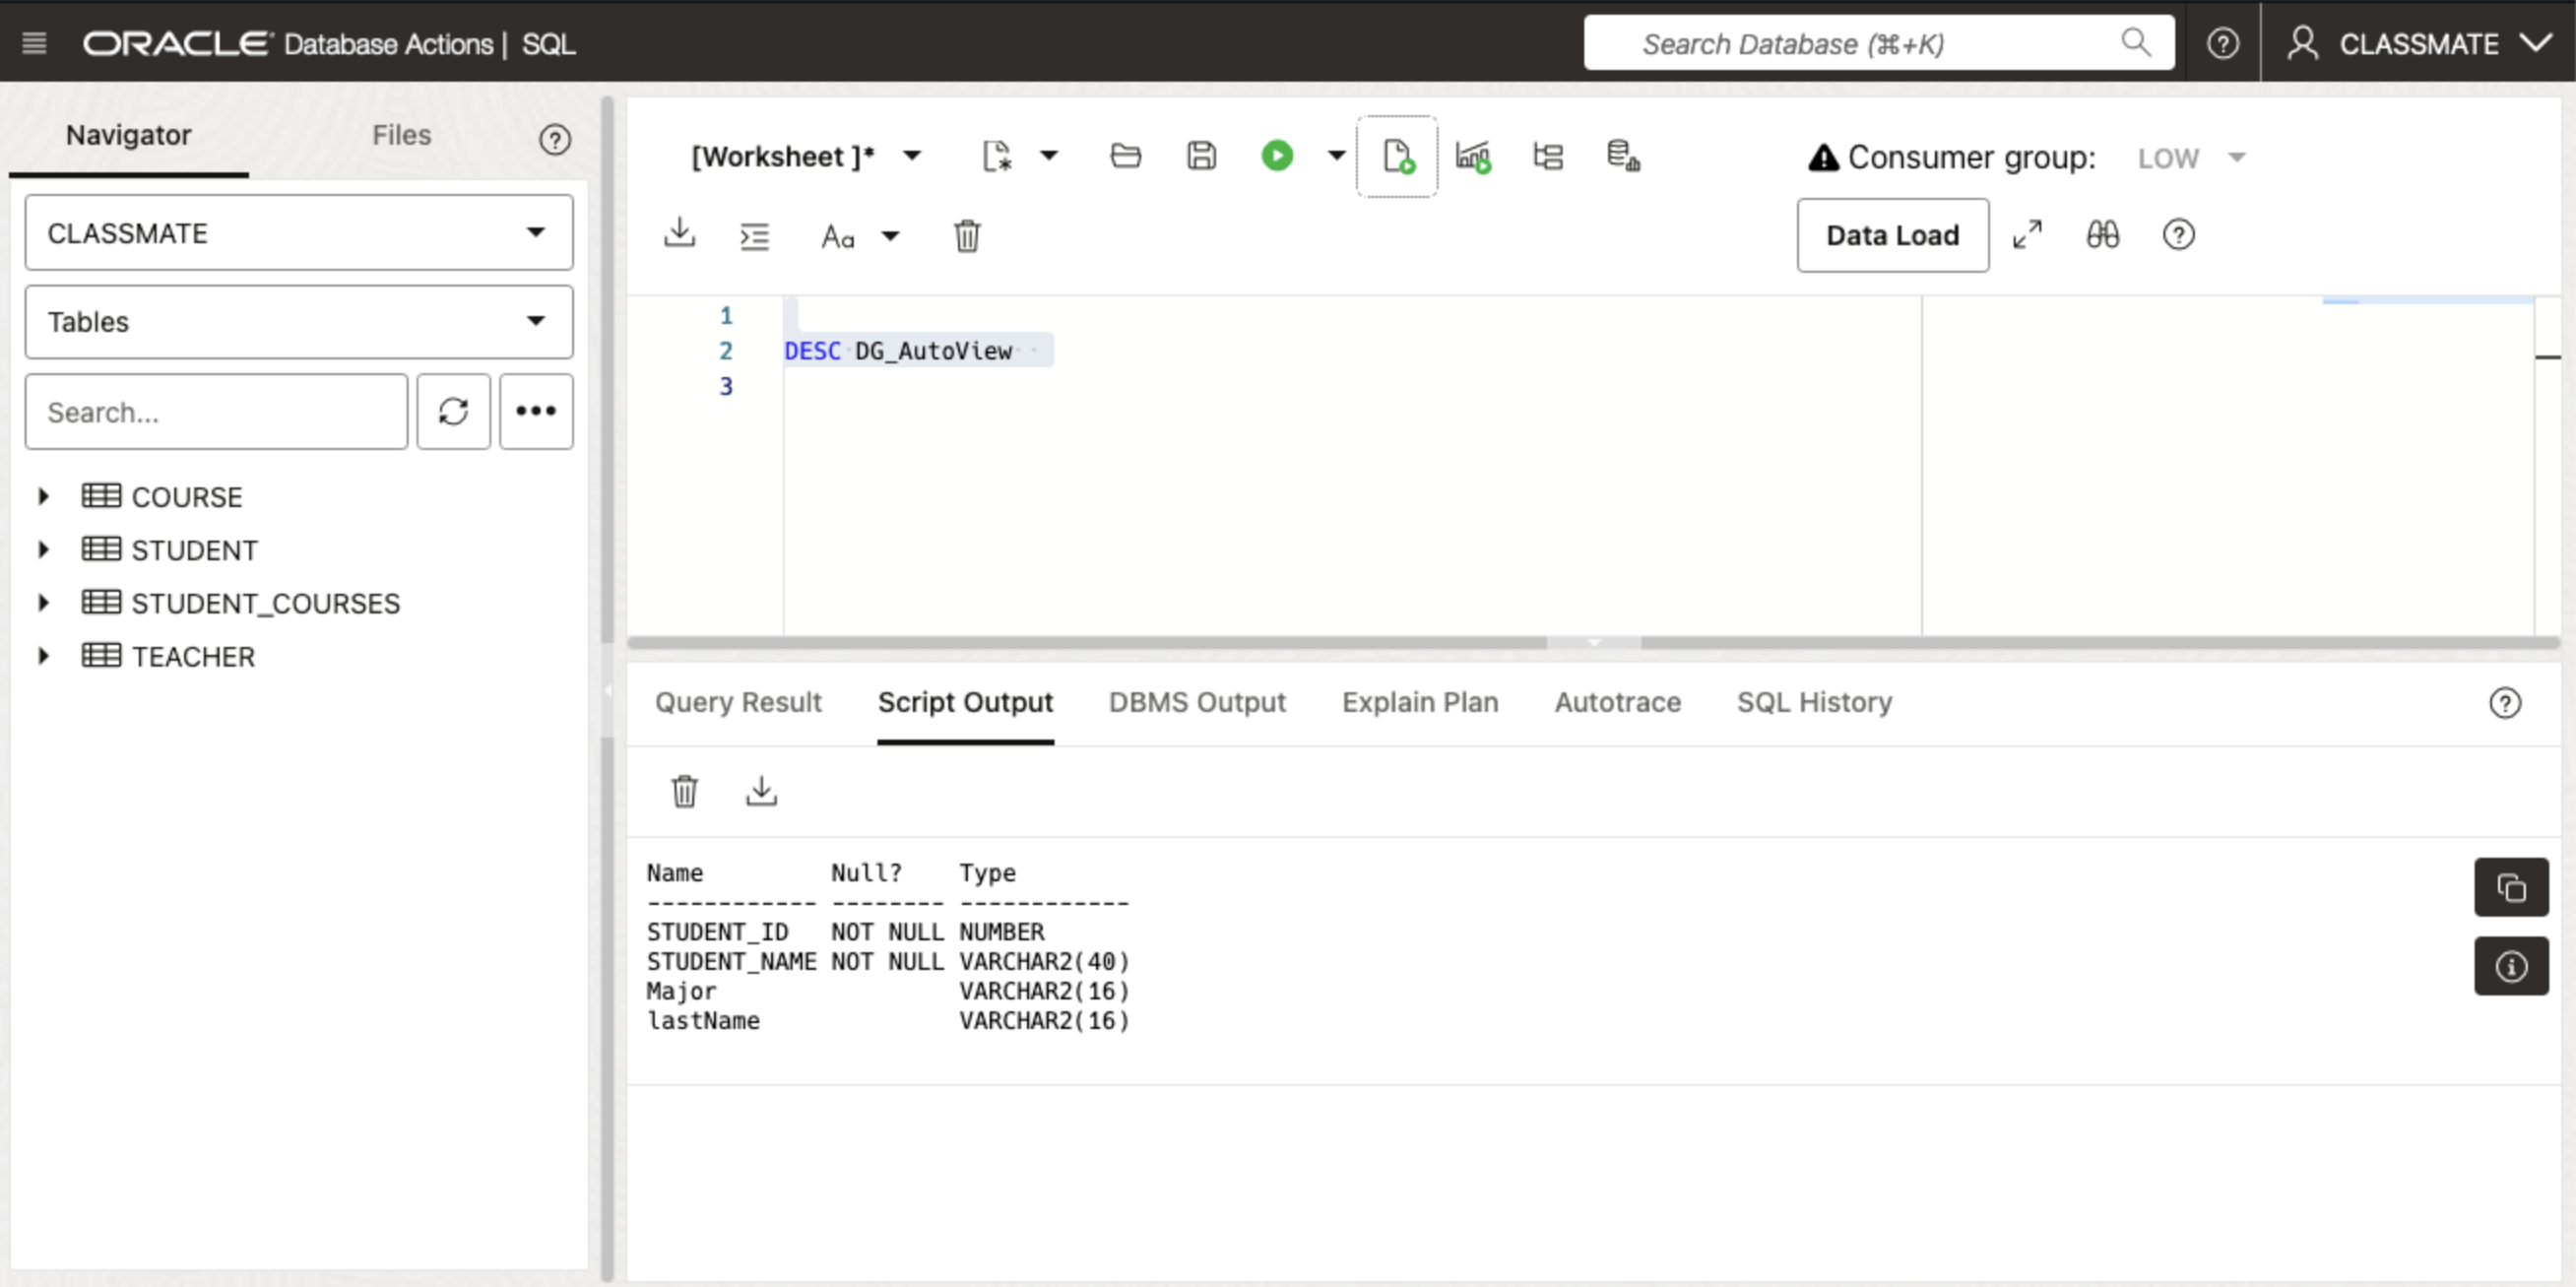 ORACLE® Database Actions | SQL
Search Database (⌘+K)
CLASSMATE
Navigator
Files
CLASSMATE
Tables
Search...
COURSE
STUDENT
STUDENT_COURSES
TEACHER
[Worksheet ]*
Consumer group: LOW
Aa
Data Load
1
2 DESC DG_AutoView
3
Query Result Script Output DBMS Output Explain Plan Autotrace SQL History
Name Null? Type
------------ -------- ------------
STUDENT_ID NOT NULL NUMBER
STUDENT_NAME NOT NULL VARCHAR2(40)
Major VARCHAR2(16)
lastName VARCHAR2(16)